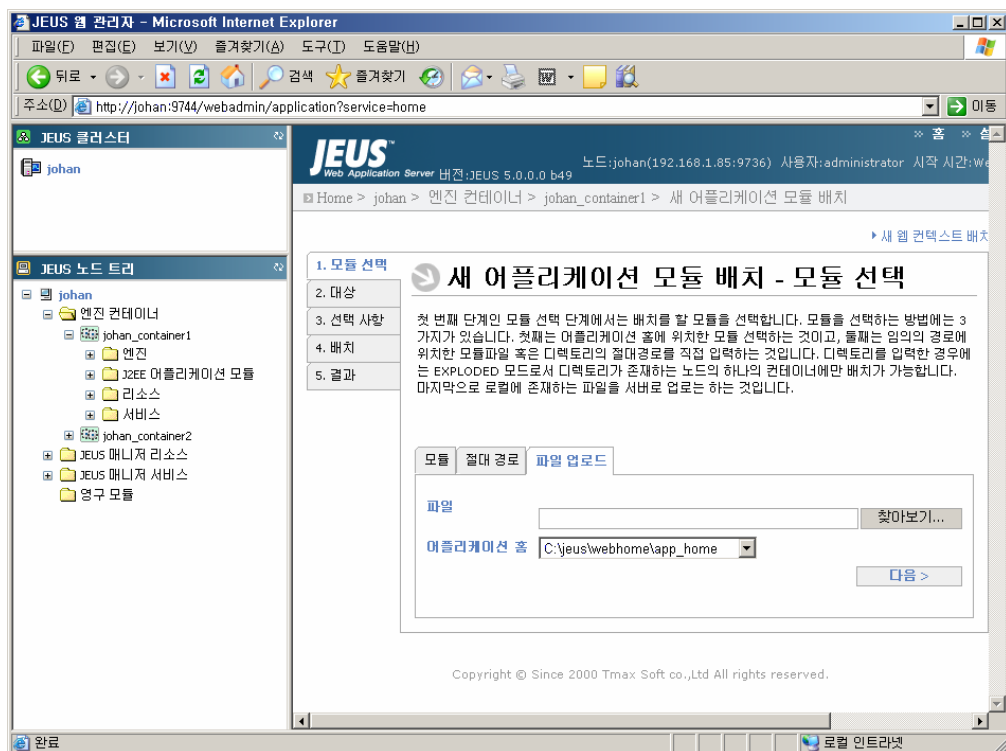 JEUS 웹 관리자 - Microsoft Internet Explorer
파일(F) 편집(E) 보기(V) 즐겨찾기(A) 도구(T) 도움말(H)
뒤로 검색 즐겨찾기
주소(D) http://johan:9744/webadmin/application?service=home 이동
JEUS 클러스터
johan
JEUS 노드 트리
johan
엔진 컨테이너
johan_container1
엔진
J2EE 어플리케이션 모듈
리소스
서비스
johan_container2
JEUS 매니저 리소스
JEUS 매니저 서비스
영구 모듈
» 홈 »
JEUS™
Web Application Server 버전:JEUS 5.0.0.0 b49
노드:johan(192.168.1.85:9736) 사용자:administrator 시작 시간:We
Home > johan > 엔진 컨테이너 > johan_container1 > 새 어플리케이션 모듈 배치
새 웹 컨텍스트 배치
1. 모듈 선택
2. 대상
3. 선택 사항
4. 배치
5. 결과
새 어플리케이션 모듈 배치 - 모듈 선택
첫 번째 단계인 모듈 선택 단계에서는 배치를 할 모듈을 선택합니다. 모듈을 선택하는 방법에는 3
가지가 있습니다. 첫째는 어플리케이션 홈에 위치한 모듈 선택하는 것이고, 둘째는 임의의 경로에
위치한 모듈파일 혹은 디렉토리의 절대경로를 직접 입력하는 것입니다. 디렉토리를 입력한 경우에
는 EXPLODED 모드로서 디렉토리가 존재하는 노드의 하나의 컨테이너에만 배치가 가능합니다.
마지막으로 로컬에 존재하는 파일을 서버로 업로는 하는 것입니다.
모듈 절대 경로 파일 업로드
파일 찾아보기...
어플리케이션 홈 C:\jeus\webhome\app_home
다음 >
Copyright © Since 2000 Tmax Soft co.,Ltd All rights reserved.
완료 로컬 인트라넷